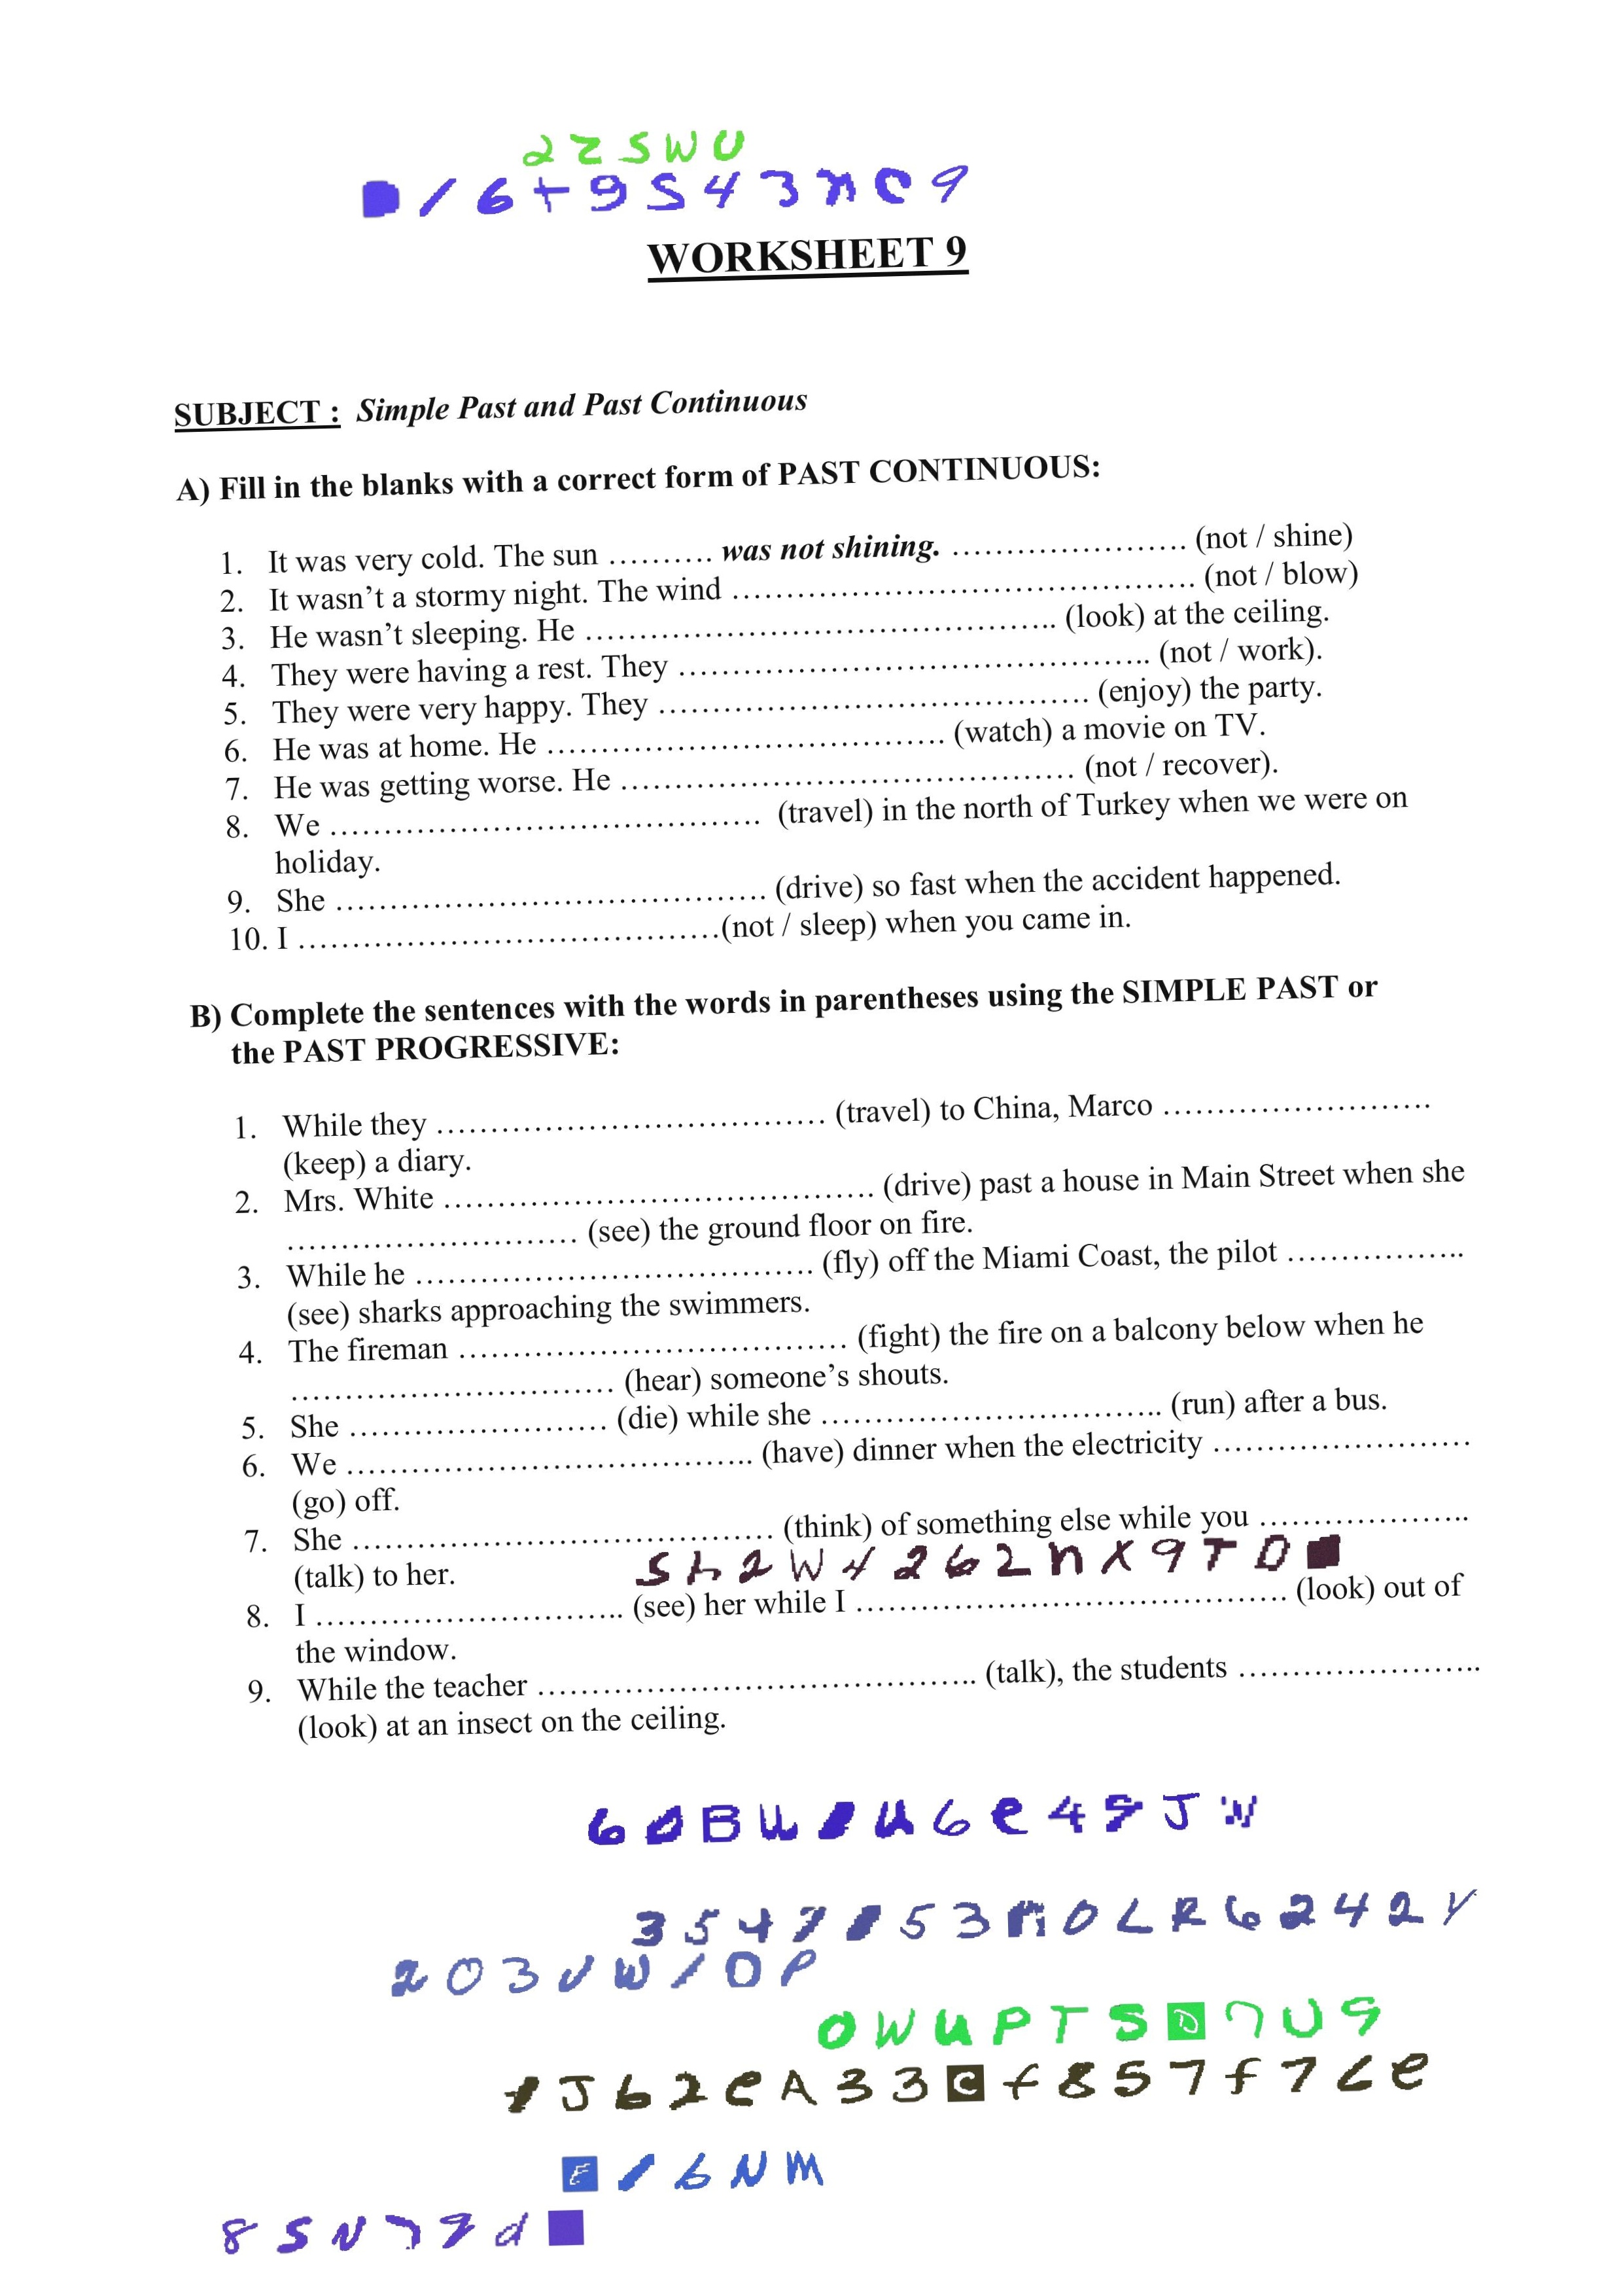 2ZSWU
WORKSHEET 9
SUBJECT : Simple Past and Past Continuous
A) Fill in the blanks with a correct form of PAST CONTINUOUS:
1. It was very cold. The sun ………. was not shining. …………………. (not / shine)
2. It wasn’t a stormy night. The wind ……………………………………. (not / blow)
3. He wasn’t sleeping. He …………………………………….. (look) at the ceiling.
4. They were having a rest. They …………………………………….. (not / work).
5. They were very happy. They …………………………………. (enjoy) the party.
6. He was at home. He ………………………………. (watch) a movie on TV.
7. He was getting worse. He …………………………………… (not / recover).
8. We …………………………………. (travel) in the north of Turkey when we were on
holiday.
9. She …………………………………. (drive) so fast when the accident happened.
10. I …………………………………(not / sleep) when you came in.
B) Complete the sentences with the words in parentheses using the SIMPLE PAST or
the PAST PROGRESSIVE:
1. While they ……………………………… (travel) to China, Marco …………………….
(keep) a diary.
2. Mrs. White …………………………………. (drive) past a house in Main Street when she
……………………… (see) the ground floor on fire.
3. While he ………………………………. (fly) off the Miami Coast, the pilot ……………..
(see) sharks approaching the swimmers.
4. The fireman ……………………………… (fight) the fire on a balcony below when he
………………………… (hear) someone’s shouts.
5. She …………………… (die) while she ………………………….. (run) after a bus.
6. We ……………………………….. (have) dinner when the electricity ……………………
(go) off.
7. She ………………………………… (think) of something else while you ………………..
(talk) to her.
8. I ……………………….. (see) her while I …………………………………. (look) out of
the window.
9. While the teacher ………………………………….. (talk), the students …………………..
(look) at an insect on the ceiling.
203UW/OP